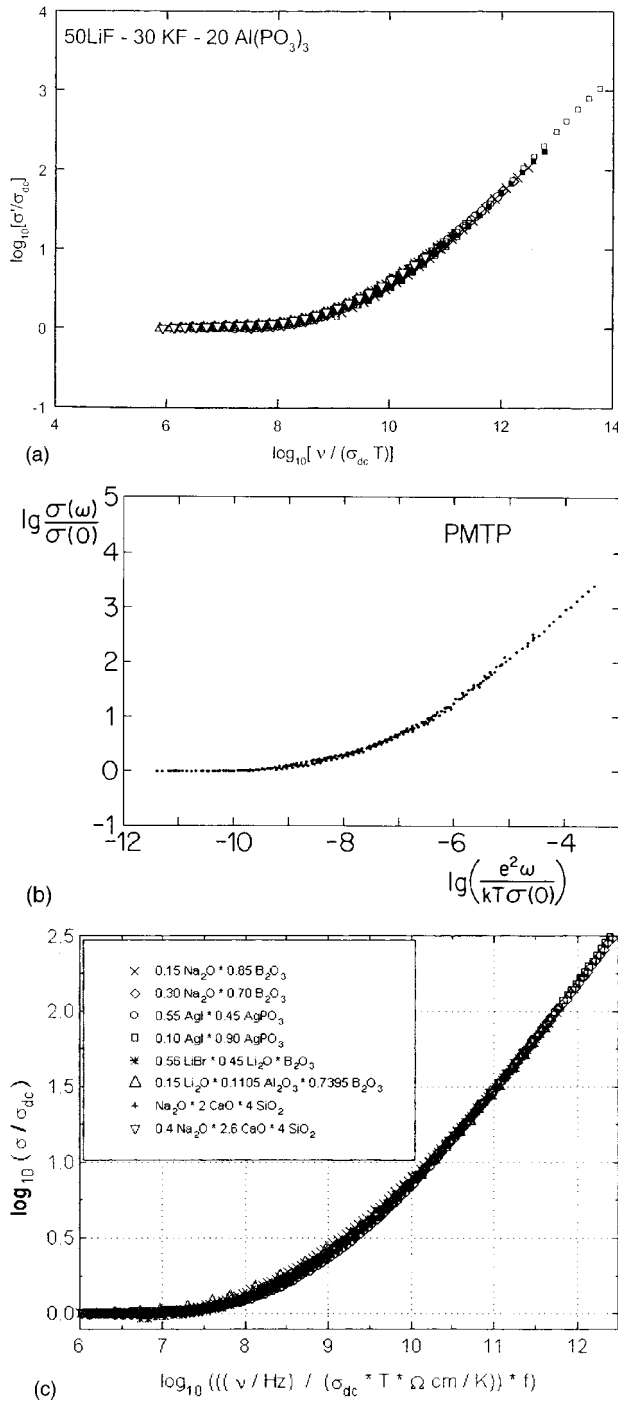 50LiF - 30 KF - 20 Al(PO₃)₃
4
3
2
1
0
-1
log₁₀[σ'/σdc]
4 6 8 10 12 14
log₁₀[ ν / (σdc T)]
(a)
lg σ(ω)/σ(0)
PMTP
5
4
3
2
1
0
-1
-12 -10 -8 -6 -4
lg(e²ω/kTσ(0))
(b)
2.5
2.0
1.5
1.0
0.5
0.0
log₁₀ (σ / σdc)
× 0.15 Na₂O * 0.85 B₂O₃
◇ 0.30 Na₂O * 0.70 B₂O₃
○ 0.55 AgI * 0.45 AgPO₃
□ 0.10 AgI * 0.90 AgPO₃
✳ 0.56 LiBr * 0.45 Li₂O * B₂O₃
△ 0.15 Li₂O * 0.1105 Al₂O₃ * 0.7395 B₂O₃
+ Na₂O * 2 CaO * 4 SiO₂
▽ 0.4 Na₂O * 2.6 CaO * 4 SiO₂
6 7 8 9 10 11 12
log₁₀ ((( ν / Hz) / (σdc * T * Ω cm / K)) * f)
(c)